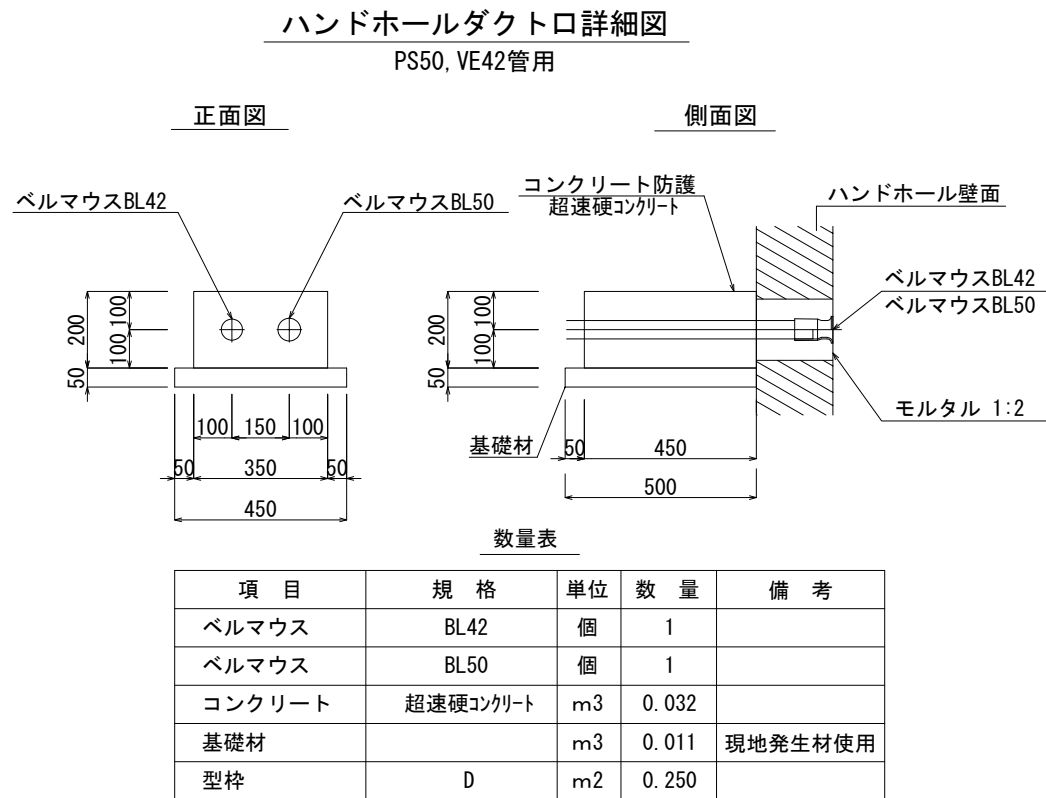 ハンドホールダクト口詳細図
PS50,VE42管用
正面図
側面図
ベルマウスBL42
ベルマウスBL50
200
100
100
50
100
150
100
50
350
50
450
コンクリート防護
超速硬ｺﾝｸﾘｰﾄ
ハンドホール壁面
ベルマウスBL42
ベルマウスBL50
モルタル 1:2
200
100
100
50
基礎材
50
450
500
数量表
項 目 規 格 単位 数 量 備 考
ベルマウス BL42 個 1
ベルマウス BL50 個 1
コンクリート 超速硬ｺﾝｸﾘｰﾄ m3 0.032
基礎材 m3 0.011 現地発生材使用
型枠 D m2 0.250